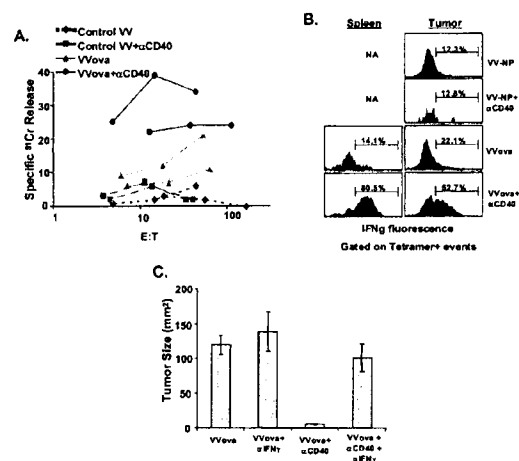 A.
Control VV
Control VV+αCD40
VVova
VVova+αCD40
Specific 51Cr Release
40
30
20
10
0
1
10
100
1000
E:T
B.
Spleen
Tumor
NA
12.3%
VV-NP
NA
12.8%
VV-NP+
αCD40
14.1%
22.1%
VVova
62.7%
VVova+
αCD40
IFNg fluorescence
Gated on Tetramer+ events
C.
Tumor Size (mm²)
200
150
100
50
0
VVova
VVova+
αIFNγ
VVova+
αCD40
VVova +
αCD40 +
αIFNγ